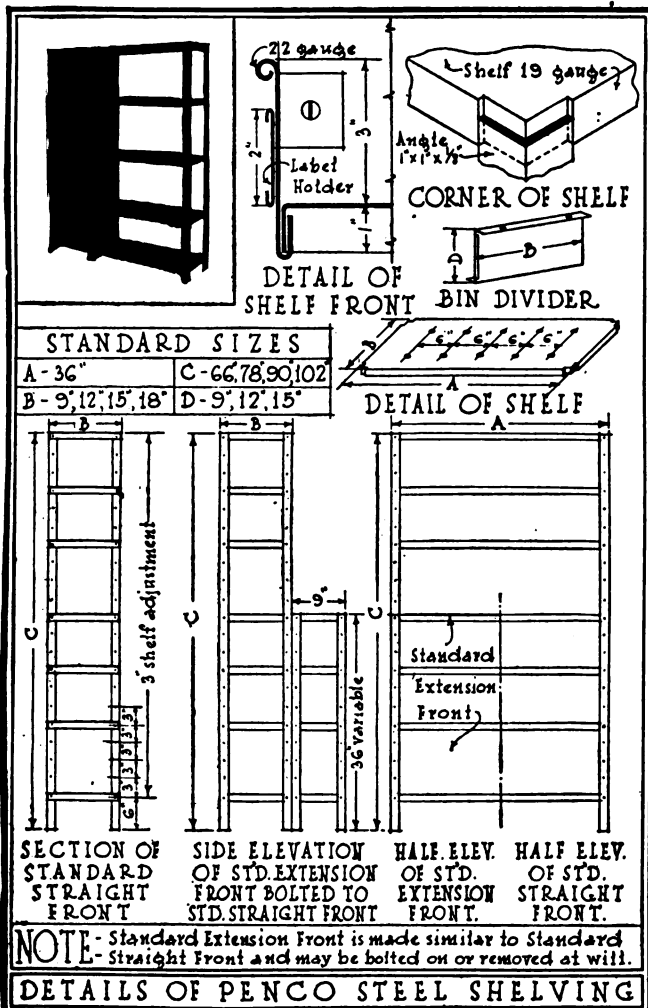 22 gauge
2"
Label
Holder
3"
1"
DETAIL OF
SHELF FRONT
Shelf 19 gauge
Angle
1"x1"x⅛"
CORNER OF SHELF
D
B
BIN DIVIDER
STANDARD SIZES
A-36"
C-66",78",90",102"
B-9",12",15",18"
D-9",12",15"
B
6" 6" 6" 6"
A
DETAIL OF SHELF
B
C
3" shelf adjustment
6" 3" 3" 3" 3" 3"
SECTION OF
STANDARD
STRAIGHT
FRONT
B
C
9"
36" variable
SIDE ELEVATION
OF STD. EXTENSION
FRONT BOLTED TO
STD. STRAIGHT FRONT
A
C
Standard
Extension
Front
HALF. ELEV.
OF STD.
EXTENSION
FRONT.
HALF ELEV.
OF STD.
STRAIGHT
FRONT.
NOTE- Standard Extension Front is made similar to Standard
Straight Front and may be bolted on or removed at will.
DETAILS OF PENCO STEEL SHELVING